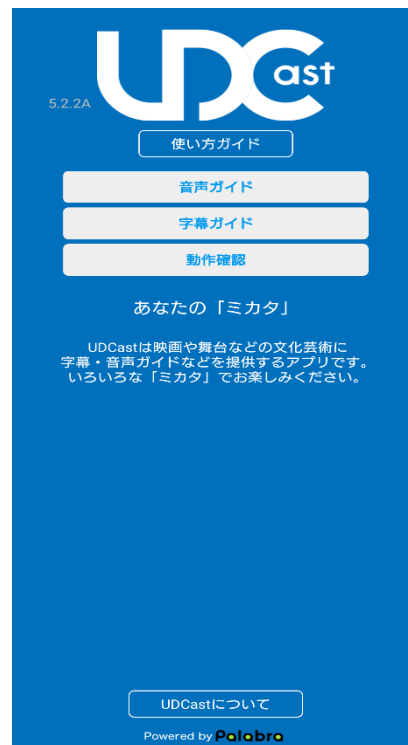 UDCast
5.2.2A
使い方ガイド
音声ガイド
字幕ガイド
動作確認
あなたの「ミカタ」
UDCastは映画や舞台などの文化芸術に
字幕・音声ガイドなどを提供するアプリです。
いろいろな「ミカタ」でお楽しみください。
UDCastについて
Powered by Palabra